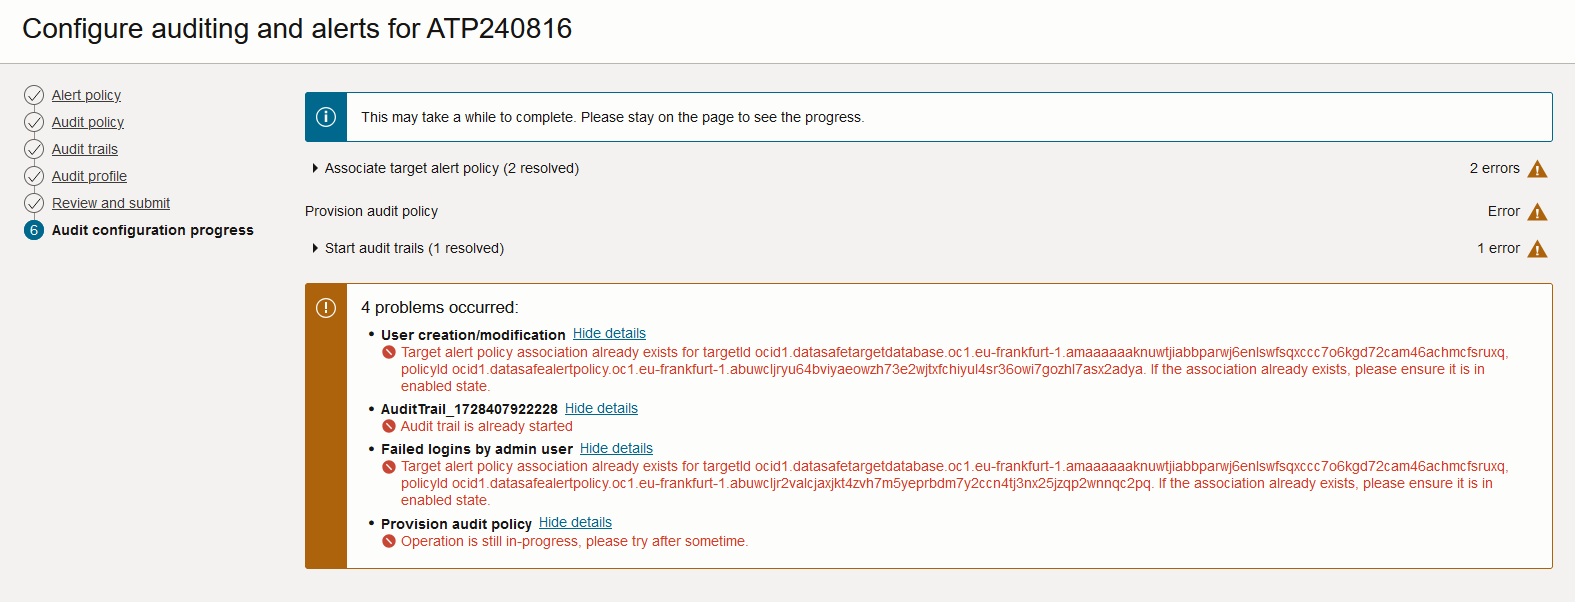 Configure auditing and alerts for ATP240816
Alert policy
Audit policy
Audit trails
Audit profile
Review and submit
6 Audit configuration progress
This may take a while to complete. Please stay on the page to see the progress.
Associate target alert policy (2 resolved) 2 errors
Provision audit policy Error
Start audit trails (1 resolved) 1 error
4 problems occurred:
• User creation/modification Hide details
Target alert policy association already exists for targetId ocid1.datasafetargetdatabase.oc1.eu-frankfurt-1.amaaaaaaknuwtjiabbparwj6enlswfsqxccc7o6kgd72cam46achmcfsruxq,
policyId ocid1.datasafealertpolicy.oc1.eu-frankfurt-1.abuwcljryu64bviyaeowzh73e2wjtxfchiyul4sr36owi7gozhl7asx2adya. If the association already exists, please ensure it is in
enabled state.
• AuditTrail_1728407922228 Hide details
Audit trail is already started
• Failed logins by admin user Hide details
Target alert policy association already exists for targetId ocid1.datasafetargetdatabase.oc1.eu-frankfurt-1.amaaaaaaknuwtjiabbparwj6enlswfsqxccc7o6kgd72cam46achmcfsruxq,
policyId ocid1.datasafealertpolicy.oc1.eu-frankfurt-1.abuwcljr2valcjaxjkt4zvh7m5yeprbdm7y2ccn4tj3nx25jzqp2wnnqc2pq. If the association already exists, please ensure it is in
enabled state.
• Provision audit policy Hide details
Operation is still in-progress, please try after sometime.